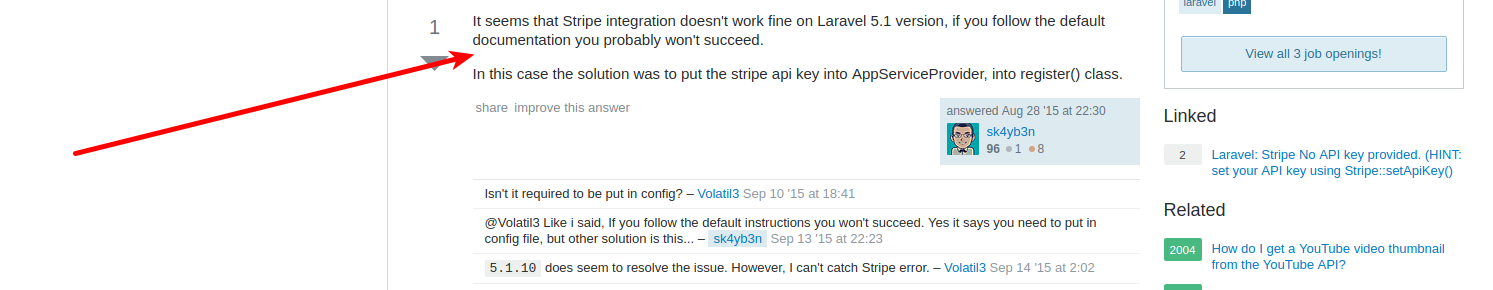 laravel php
1
It seems that Stripe integration doesn't work fine on Laravel 5.1 version, if you follow the default
documentation you probably won't succeed.
In this case the solution was to put the stripe api key into AppServiceProvider, into register() class.
share improve this answer
answered Aug 28 '15 at 22:30
sk4yb3n
96 1 8
Isn't it required to be put in config? – Volatil3 Sep 10 '15 at 18:41
@Volatil3 Like i said, If you follow the default instructions you won't succeed. Yes it says you need to put in
config file, but other solution is this... – sk4yb3n Sep 13 '15 at 22:23
5.1.10 does seem to resolve the issue. However, I can't catch Stripe error. – Volatil3 Sep 14 '15 at 2:02
View all 3 job openings!
Linked
2
Laravel: Stripe No API key provided. (HINT:
set your API key using Stripe::setApiKey()
Related
2004
How do I get a YouTube video thumbnail
from the YouTube API?